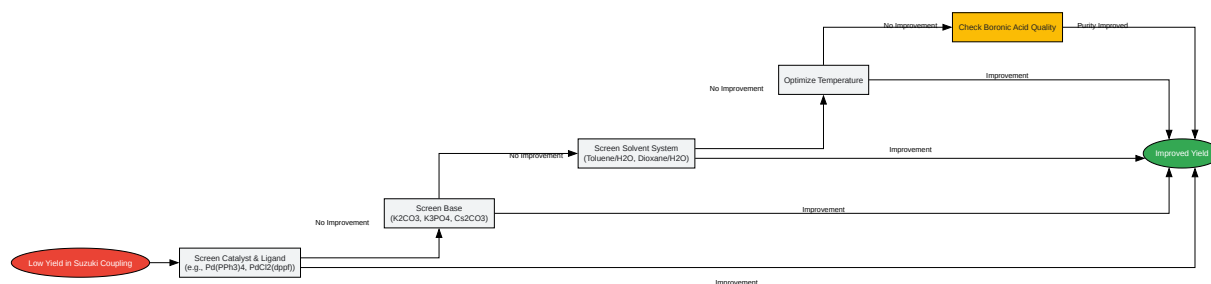 No Improvement
Check Boronic Acid Quality
Purity Improved
Optimize Temperature
Improvement
No Improvement
Screen Solvent System
(Toluene/H2O, Dioxane/H2O)
Improvement
Improved Yield
No Improvement
Screen Base
(K2CO3, K3PO4, Cs2CO3)
Improvement
No Improvement
Low Yield in Suzuki Coupling
Screen Catalyst & Ligand
(e.g., Pd(PPh3)4, PdCl2(dppf))
Improvement